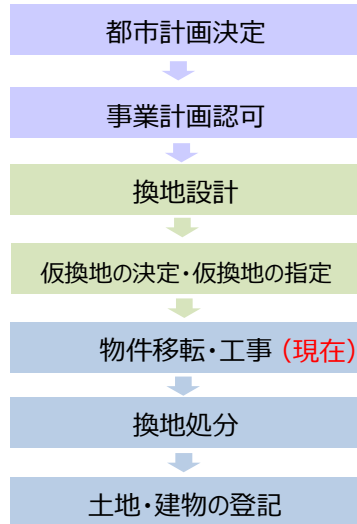 都市計画決定
事業計画認可
換地設計
仮換地の決定・仮換地の指定
物件移転・工事（現在）
換地処分
土地・建物の登記